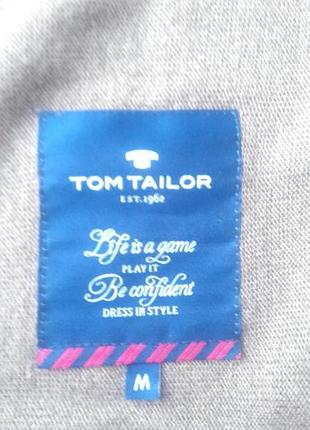 TOM TAILOR
EST. 1962
Life is a game
PLAY IT
Be confident
DRESS IN STYLE
M